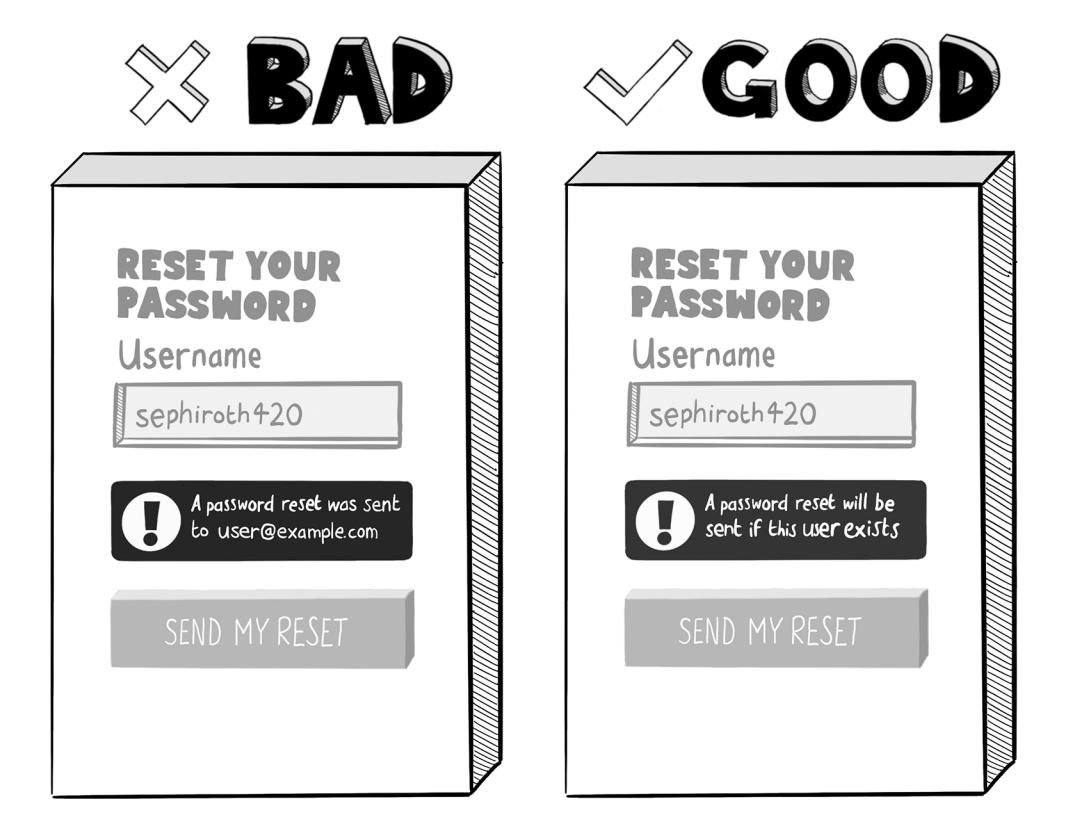 BAD
RESET YOUR
PASSWORD
Username
sephiroth420
A password reset was sent
to user@example.com
SEND MY RESET
GOOD
RESET YOUR
PASSWORD
Username
sephiroth420
A password reset will be
sent if this user exists
SEND MY RESET